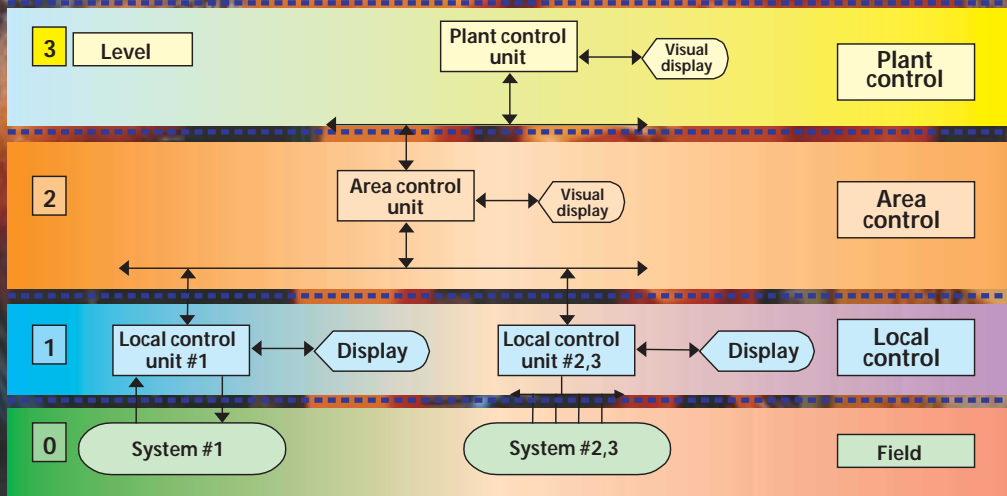 3
Level
Plant control
unit
Visual
display
Plant
control
2
Area control
unit
Visual
display
Area
control
1
Local control
unit #1
Display
Local control
unit #2,3
Display
Local
control
0
System #1
System #2,3
Field